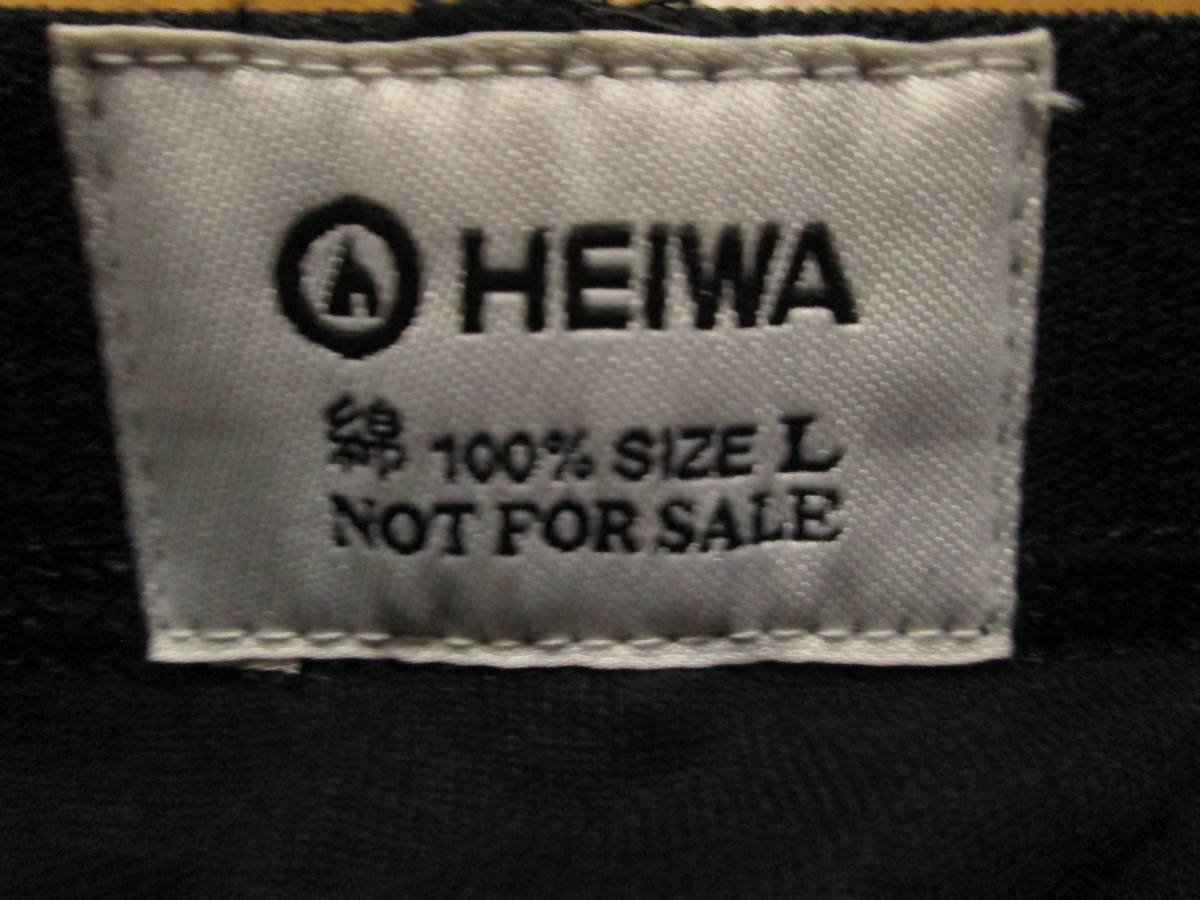 HEIWA
綿 100% SIZE L
NOT FOR SALE